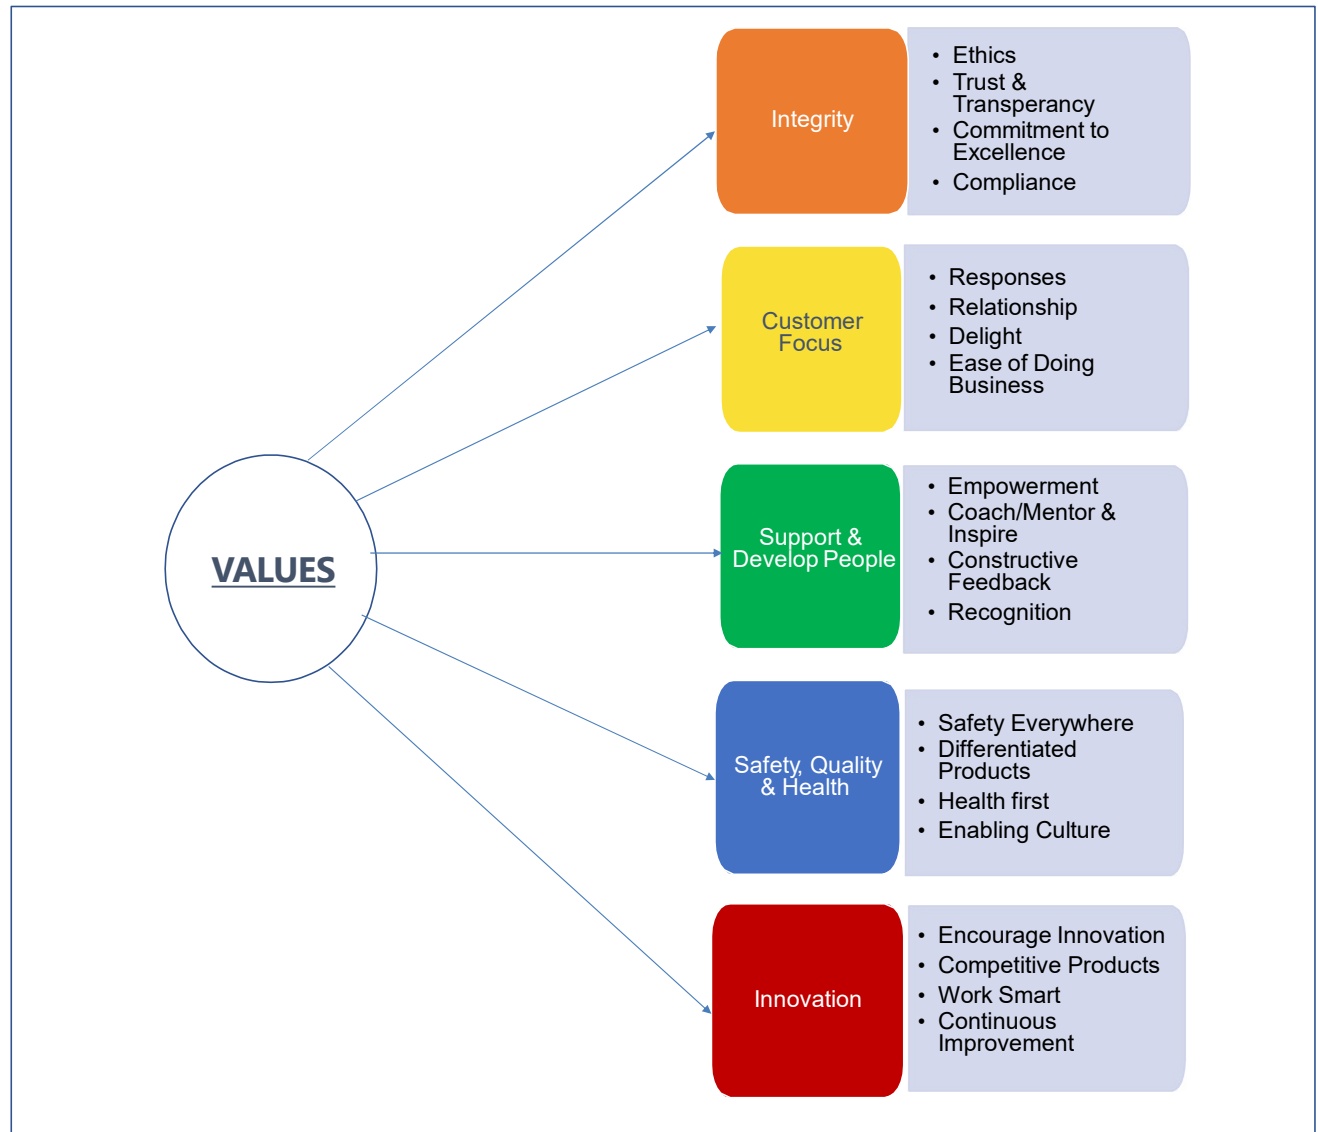 VALUES
Integrity
• Ethics
• Trust &
Transperancy
• Commitment to
Excellence
• Compliance
Customer
Focus
• Responses
• Relationship
• Delight
• Ease of Doing
Business
Support &
Develop People
• Empowerment
• Coach/Mentor &
Inspire
• Constructive
Feedback
• Recognition
Safety, Quality
& Health
• Safety Everywhere
• Differentiated
Products
• Health first
• Enabling Culture
Innovation
• Encourage Innovation
• Competitive Products
• Work Smart
• Continuous
Improvement